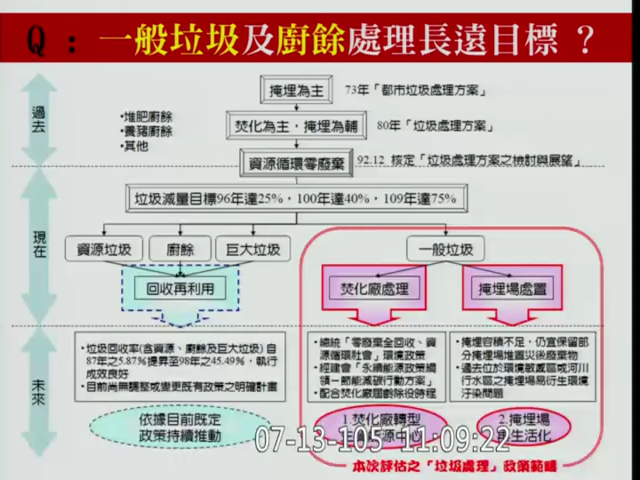 Q : 一般垃圾及廚餘處理長遠目標 ?
過去
掩埋為主
73年「都市垃圾處理方案」
•堆肥廚餘
•養豬廚餘
•其他
焚化為主，掩埋為輔
80年「垃圾處理方案」
資源循環零廢棄
92.12 核定「垃圾處理方案之檢討與展望」
現在
垃圾減量目標96年達25%，100年達40%，109年達75%
資源垃圾
廚餘
巨大垃圾
一般垃圾
回收再利用
焚化廠處理
掩埋場處置
未來
•垃圾回收率(含資源、廚餘及巨大垃圾)自
87年之5.87%提昇至98年之45.49%，執行
成效良好
•目前尚無調整或變更既有政策之明確計畫
•總統「零廢棄全回收、資
源循環社會」環境政策
•經建會「永續能源政策綱
領－節能減碳行動方案」
•配合焚化廠屆齡除役時程
•掩埋容積不足，仍宜保留部
分掩埋場堆置災後廢棄物
•過去位於環境敏感區或河川
行水區之掩埋場易衍生環境
汙染問題
依據目前既定
政策持續推動
1.焚化廠轉型
生質能源中心
2.掩埋場
再生活化
07-13-105 11:09:22
本次評估之「垃圾處理」政策範疇